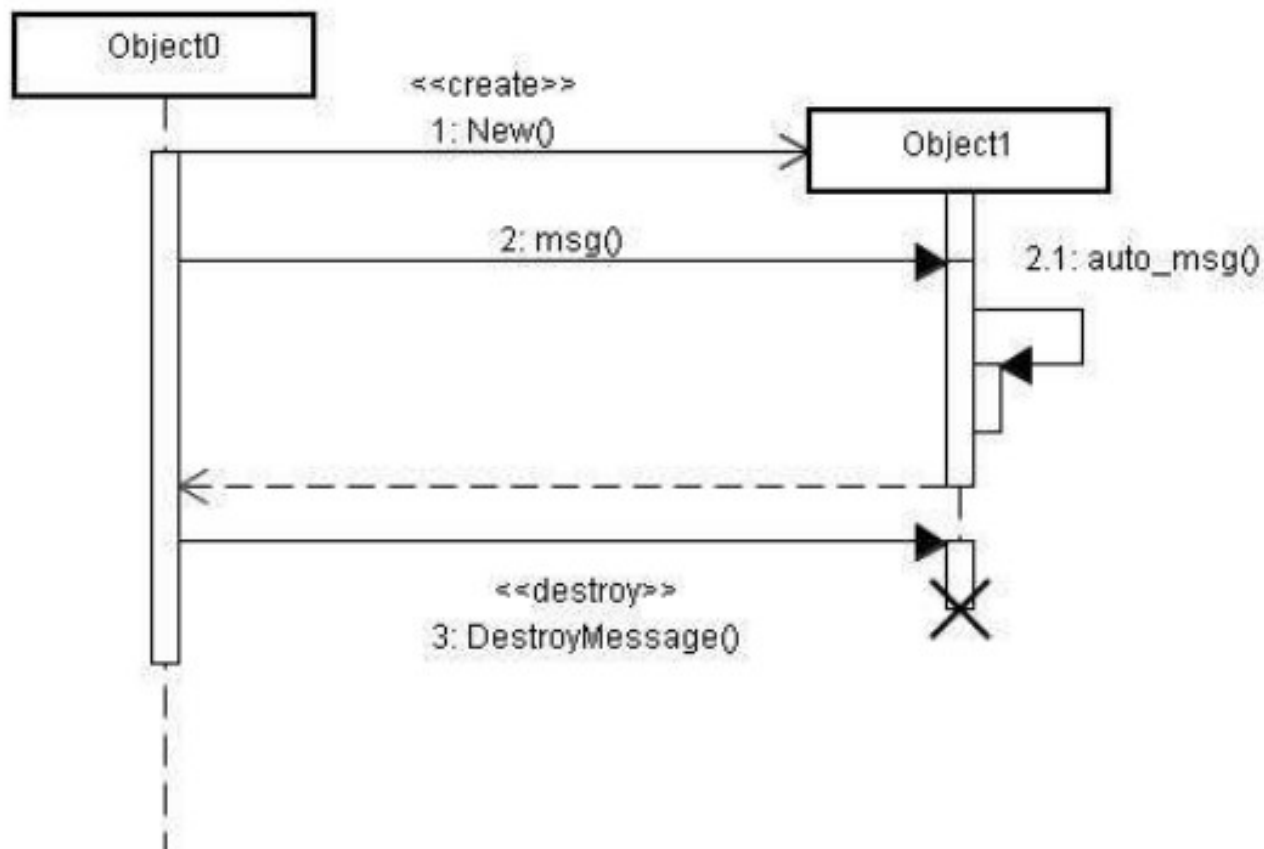 Object0
<<create>>
1: New()
Object1
2: msg()
2.1: auto_msg()
<<destroy>>
3: DestroyMessage()